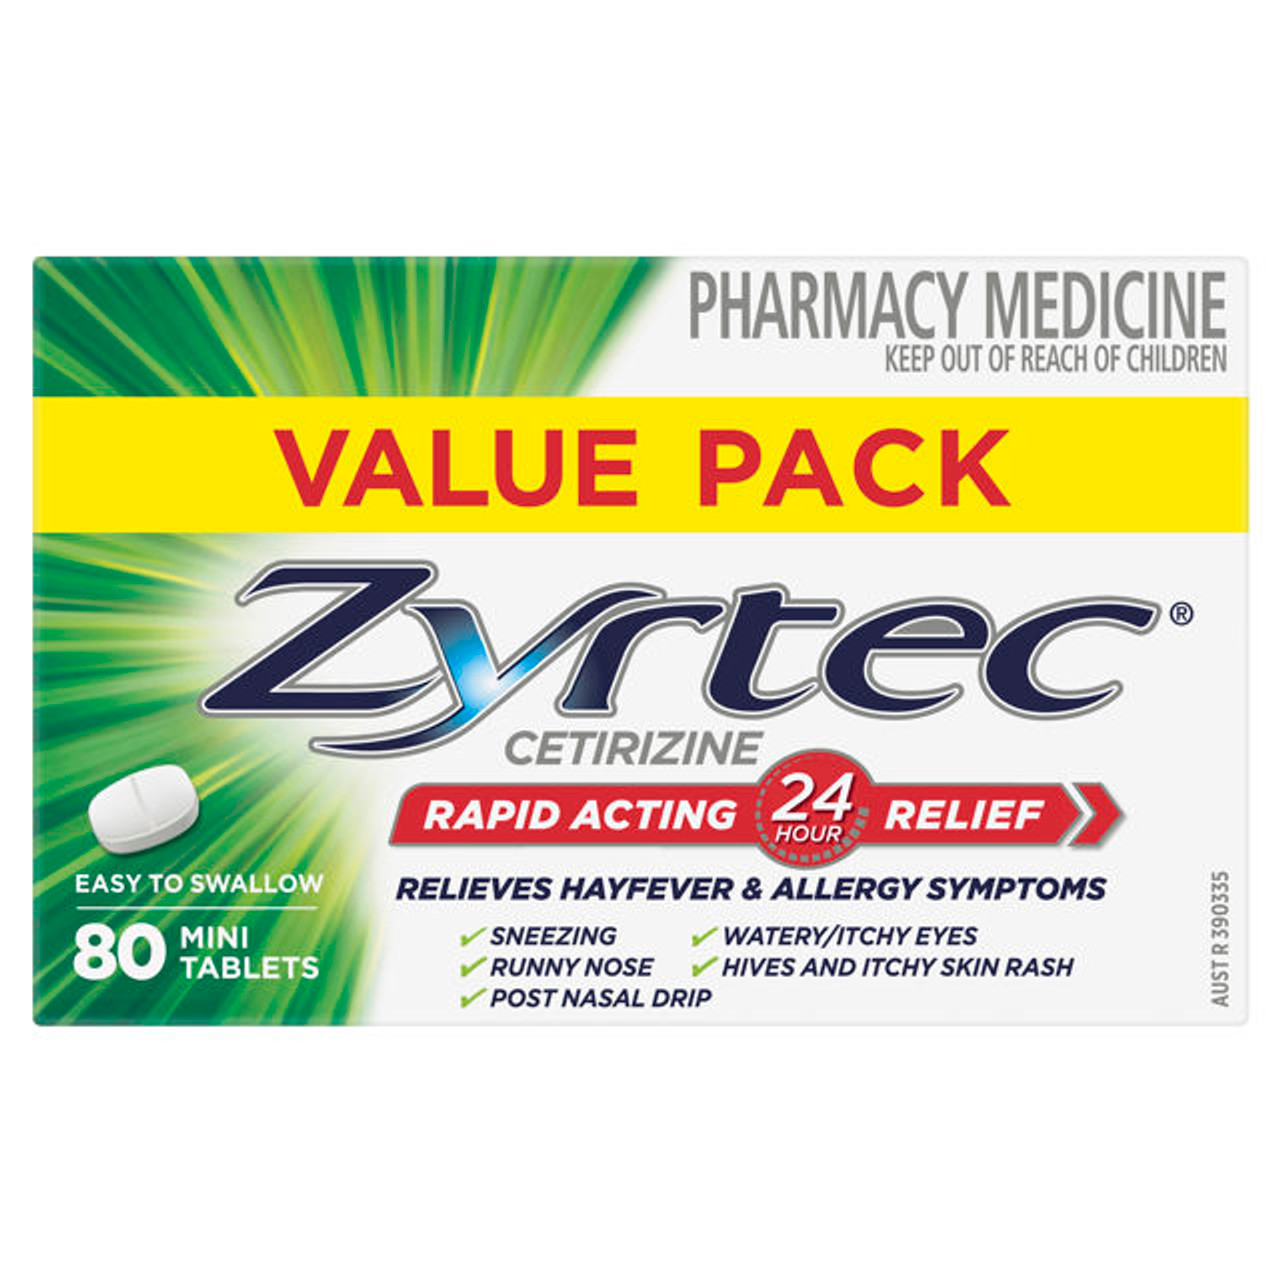 PHARMACY MEDICINE
KEEP OUT OF REACH OF CHILDREN
VALUE PACK
Zyrtec®
CETIRIZINE
RAPID ACTING 24 HOUR RELIEF
EASY TO SWALLOW
80 MINI TABLETS
RELIEVES HAYFEVER & ALLERGY SYMPTOMS
✓ SNEEZING
✓ RUNNY NOSE
✓ POST NASAL DRIP
✓ WATERY/ITCHY EYES
✓ HIVES AND ITCHY SKIN RASH
AUST R 390335